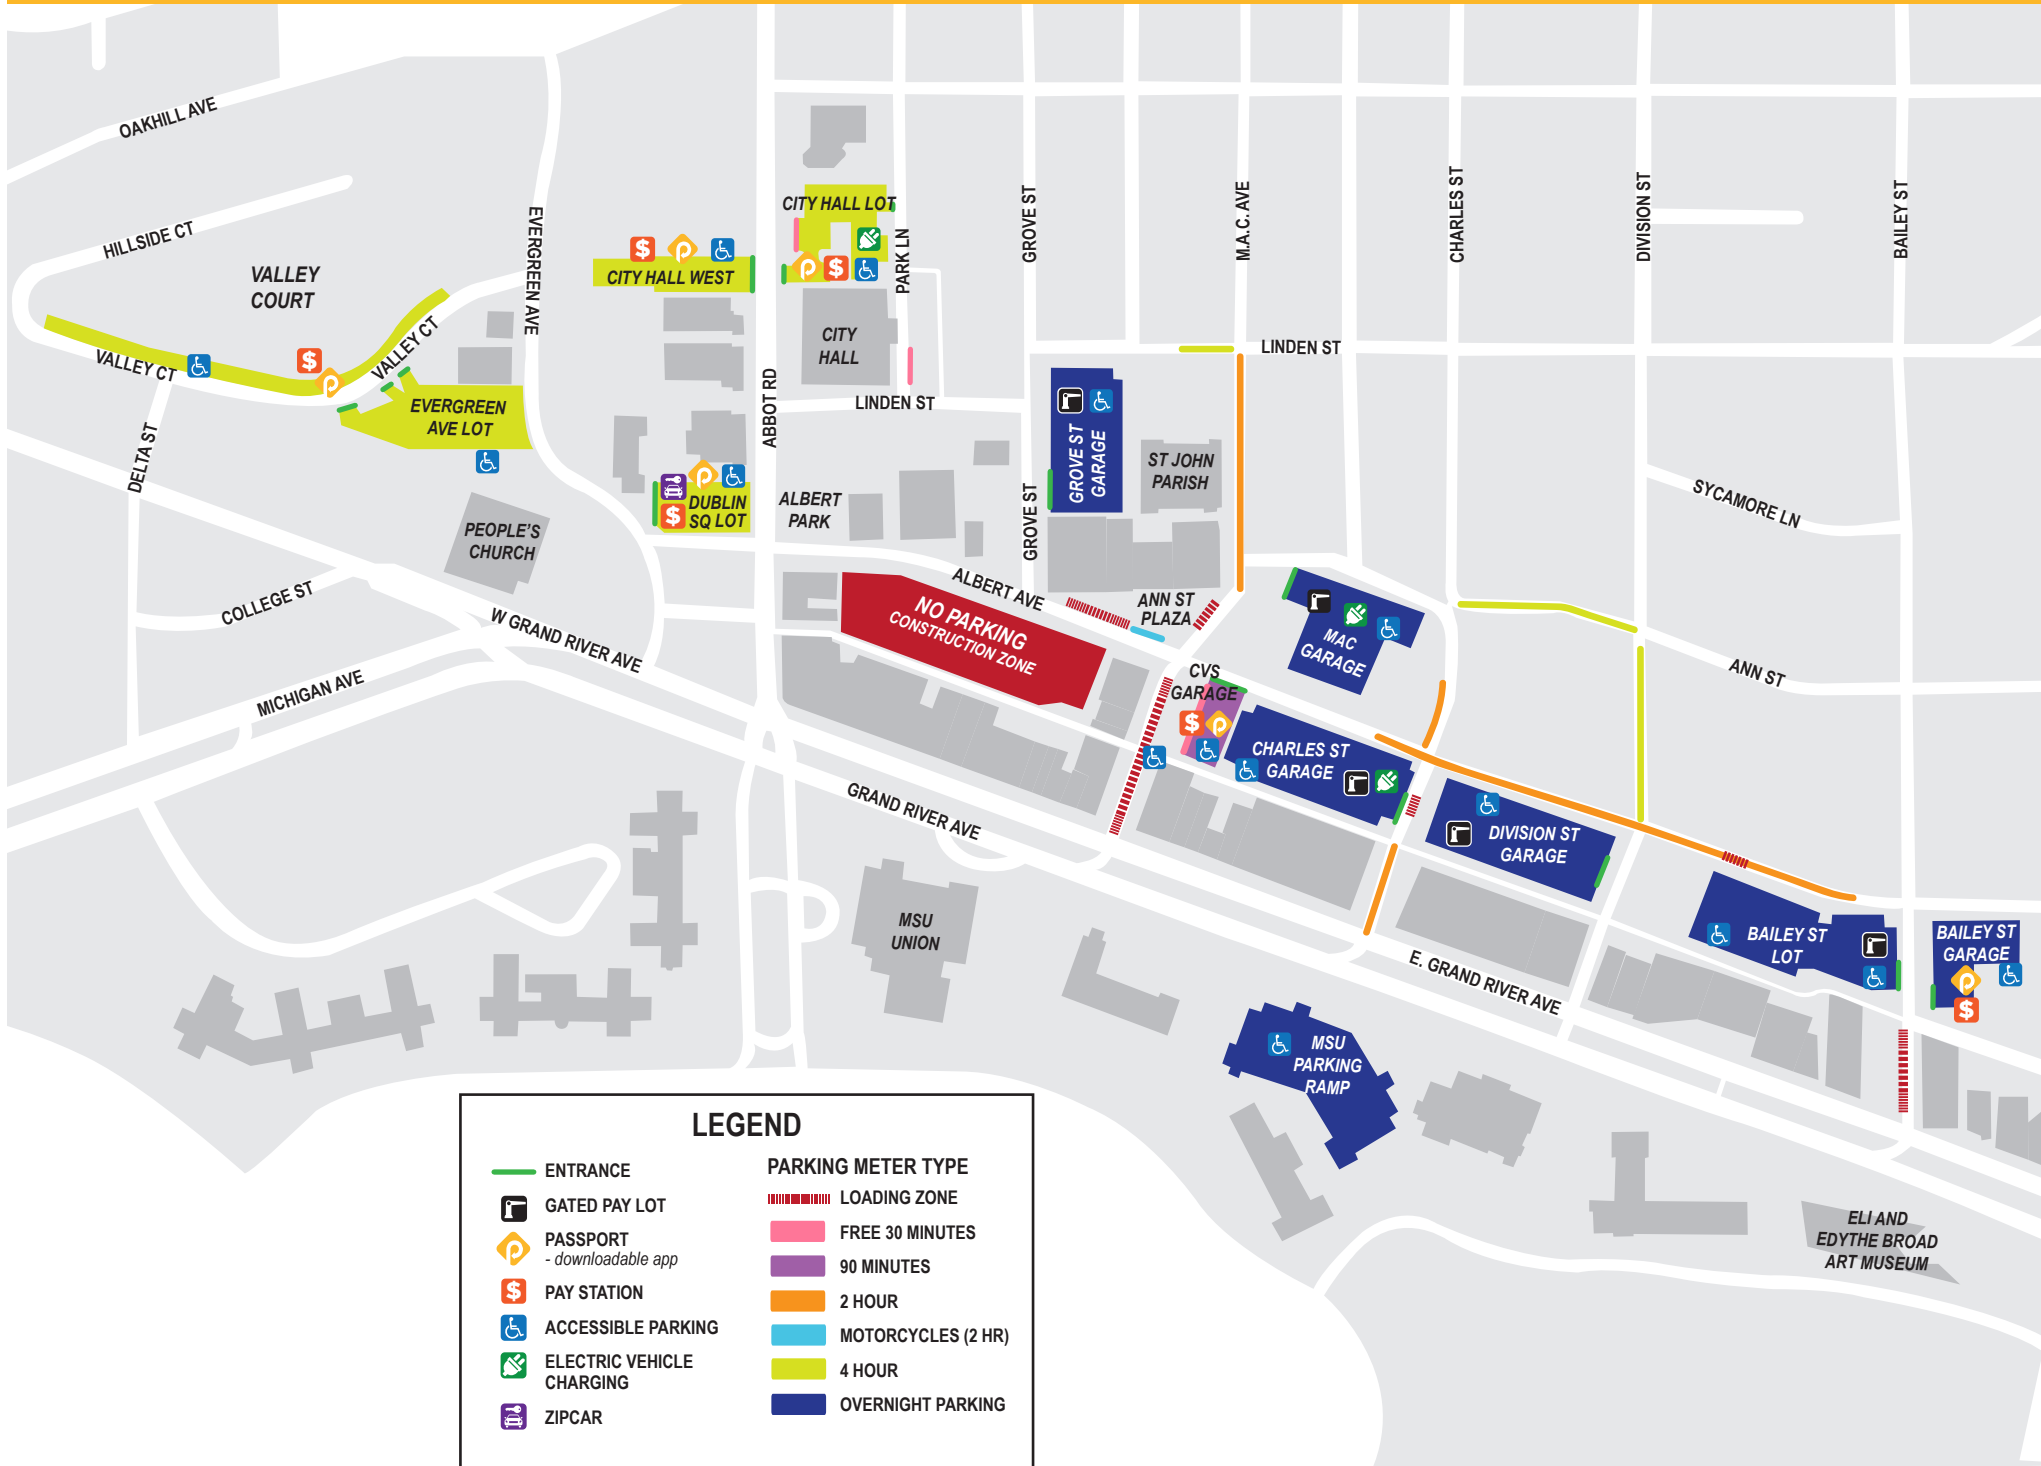 OAKHILL AVE
HILLSIDE CT
VALLEY
COURT
VALLEY CT
VALLEY CT
EVERGREEN AVE
EVERGREEN
AVE LOT
DELTA ST
COLLEGE ST
MICHIGAN AVE
W GRAND RIVER AVE
PEOPLE'S
CHURCH
$
CITY HALL WEST
CITY HALL LOT
$
$
CITY
HALL
PARK LN
ABBOT RD
LINDEN ST
DUBLIN
SQ LOT
$
ALBERT
PARK
GROVE ST
GROVE ST
GROVE ST
GARAGE
ST JOHN
PARISH
M.A.C. AVE
LINDEN ST
CHARLES ST
DIVISION ST
BAILEY ST
SYCAMORE LN
ANN ST
ALBERT AVE
ANN ST
PLAZA
NO PARKING
CONSTRUCTION ZONE
MAC
GARAGE
CVS
GARAGE
$
CHARLES ST
GARAGE
DIVISION ST
GARAGE
BAILEY ST
LOT
BAILEY ST
GARAGE
$
GRAND RIVER AVE
E. GRAND RIVER AVE
MSU
UNION
MSU
PARKING
RAMP
ELI AND
EDYTHE BROAD
ART MUSEUM
LEGEND
ENTRANCE
GATED PAY LOT
PASSPORT
- downloadable app
$ PAY STATION
ACCESSIBLE PARKING
ELECTRIC VEHICLE
CHARGING
ZIPCAR
PARKING METER TYPE
LOADING ZONE
FREE 30 MINUTES
90 MINUTES
2 HOUR
MOTORCYCLES (2 HR)
4 HOUR
OVERNIGHT PARKING